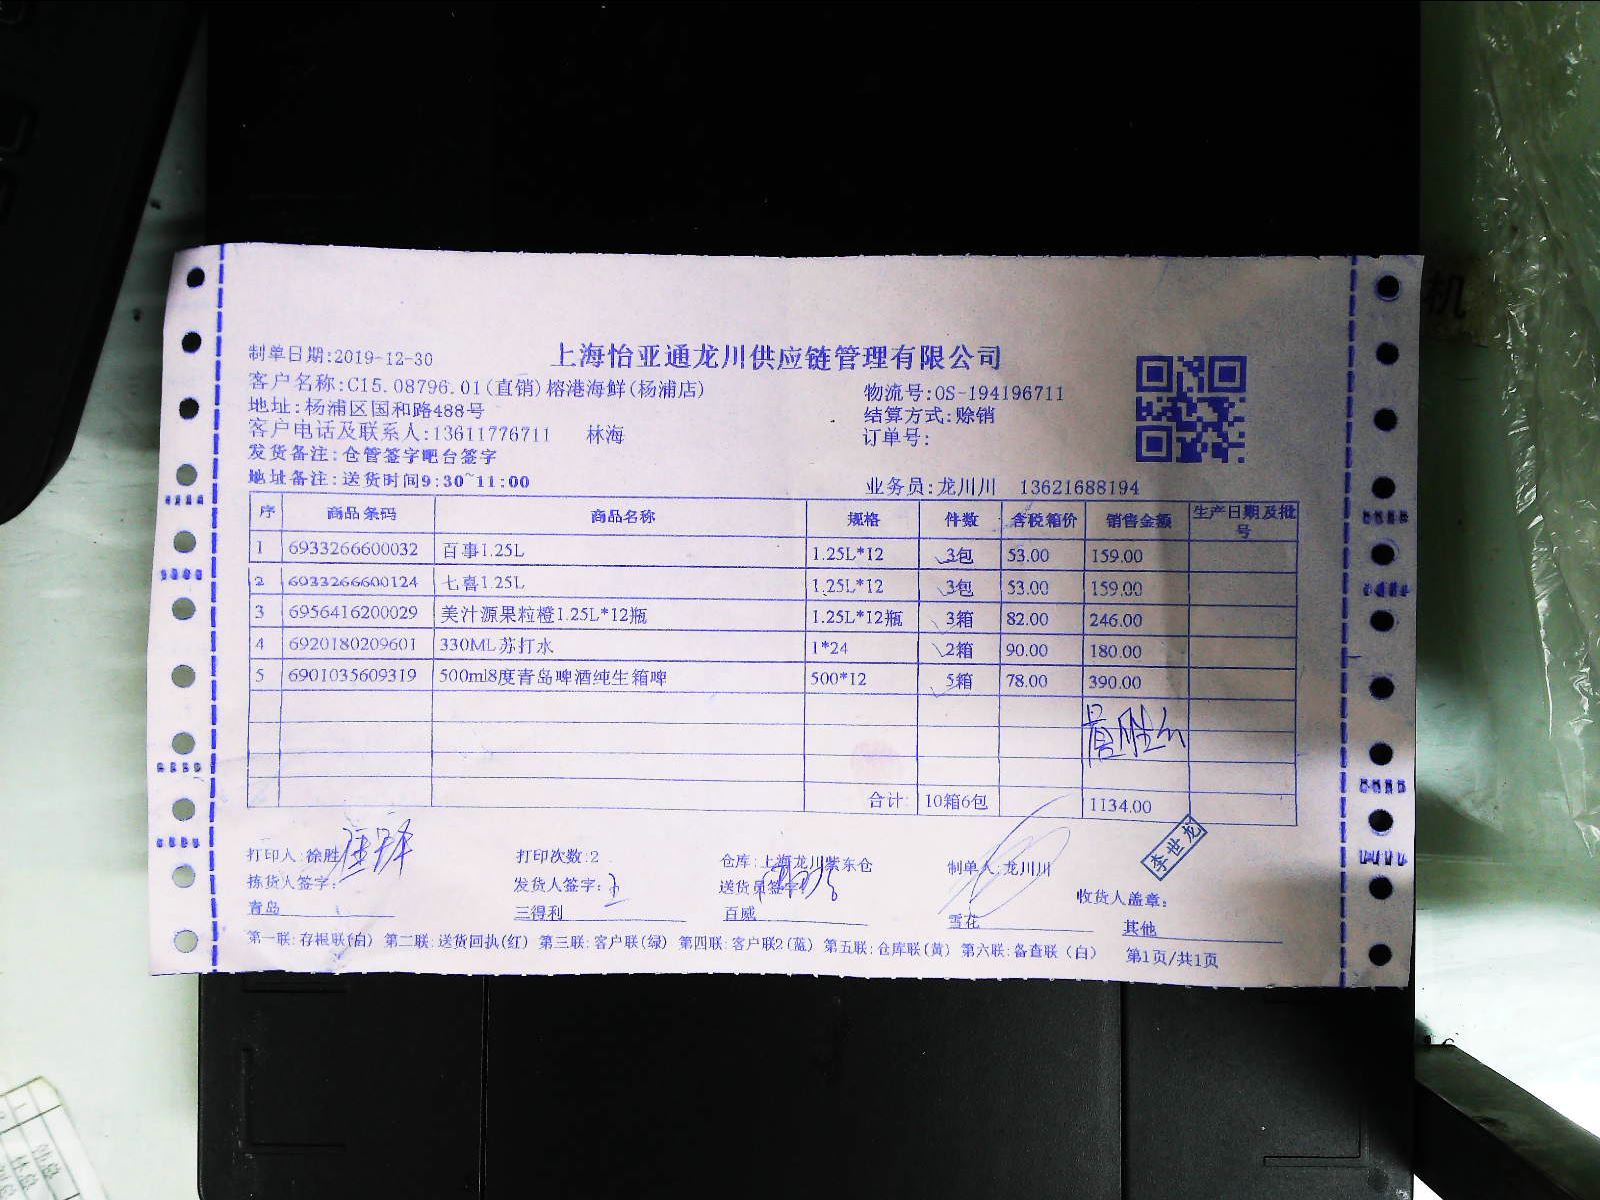 制单日期:2019-12-30
上海怡亚通龙川供应链管理有限公司
客户名称:C15.08796.01(直销)榕港海鲜(杨浦店)
物流号:OS-194196711
地址:杨浦区国和路488号
结算方式:赊销
客户电话及联系人:13611776711 林海
订单号:
发货备注:仓管签字吧台签字
地址备注:送货时间9:30~11:00
业务员:龙川川 13621688194
序 商品条码 商品名称 规格 件数 含税箱价 销售金额 生产日期及批号
1 6933266600032 百事1.25L 1.25L*12 3包 53.00 159.00
2 6933266600124 七喜1.25L 1.25L*12 3包 53.00 159.00
3 6956416200029 美汁源果粒橙1.25L*12瓶 1.25L*12瓶 3箱 82.00 246.00
4 6920180209601 330ML苏打水 1*24 2箱 90.00 180.00
5 6901035609319 500ml8度青岛啤酒纯生箱啤 500*12 5箱 78.00 390.00
合计: 10箱6包 1134.00
李世龙
打印人:徐胜 打印次数:2 仓库:上海龙川紫东仓 制单人:龙川川
拣货人签字: 发货人签字: 送货员签字: 收货人盖章:
青岛 三得利 百威 雪花 其他
第一联:存根联(白) 第二联:送货回执(红) 第三联:客户联(绿) 第四联:客户联2(蓝) 第五联:仓库联(黄) 第六联:备查联(白) 第1页/共1页
机